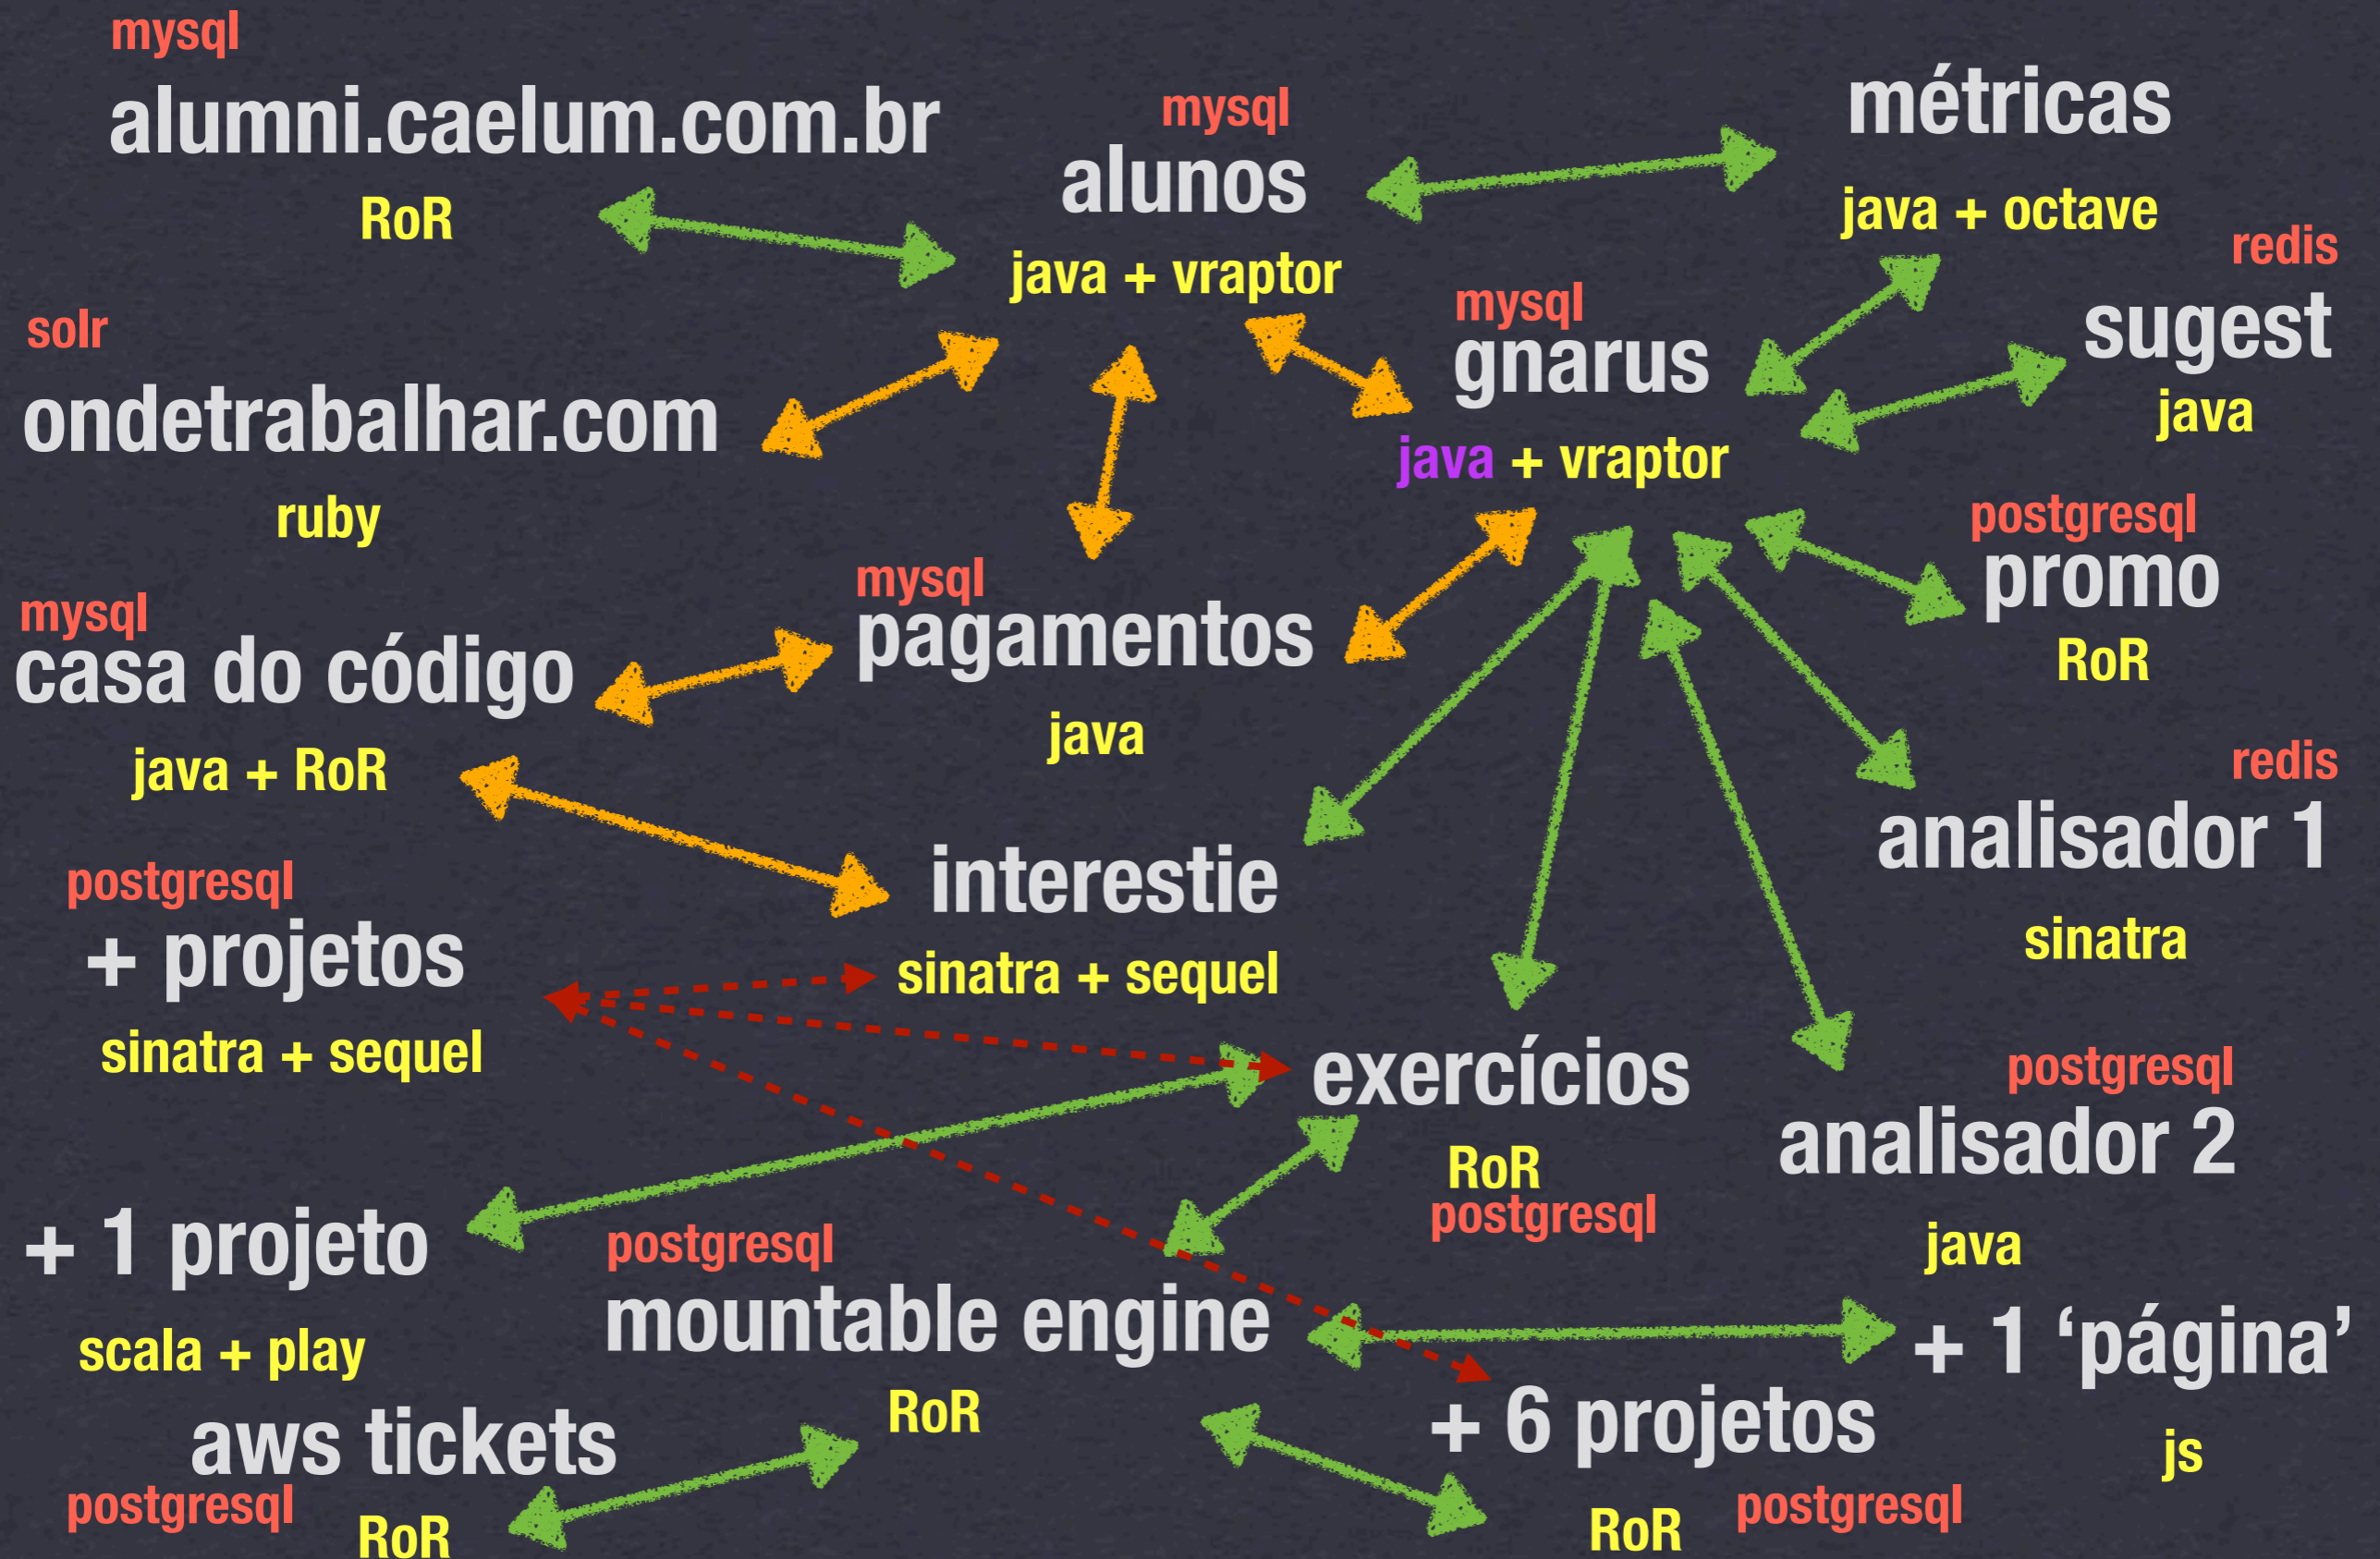 mysql
alumni.caelum.com.br
RoR
mysql
alunos
java + vraptor
métricas
java + octave
redis
sugest
java
solr
ondetrabalhar.com
ruby
mysql
gnarus
java + vraptor
postgresql
promo
RoR
mysql
casa do código
java + RoR
mysql
pagamentos
java
redis
analisador 1
sinatra
postgresql
+ projetos
sinatra + sequel
interestie
sinatra + sequel
exercícios
RoR
postgresql
postgresql
analisador 2
java
+ 1 projeto
scala + play
postgresql
mountable engine
RoR
+ 1 ‘página’
js
aws tickets
postgresql
RoR
+ 6 projetos
RoR postgresql